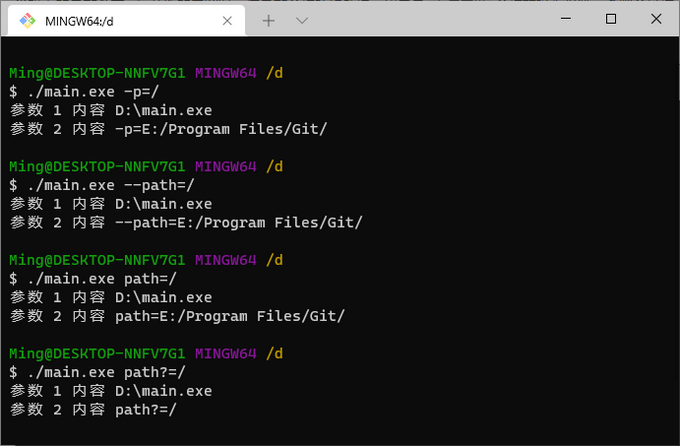 MINGW64:/d
Ming@DESKTOP-NNFV7G1 MINGW64 /d
$ ./main.exe -p=/
参数 1 内容 D:\main.exe
参数 2 内容 -p=E:/Program Files/Git/
Ming@DESKTOP-NNFV7G1 MINGW64 /d
$ ./main.exe --path=/
参数 1 内容 D:\main.exe
参数 2 内容 --path=E:/Program Files/Git/
Ming@DESKTOP-NNFV7G1 MINGW64 /d
$ ./main.exe path=/
参数 1 内容 D:\main.exe
参数 2 内容 path=E:/Program Files/Git/
Ming@DESKTOP-NNFV7G1 MINGW64 /d
$ ./main.exe path?=/
参数 1 内容 D:\main.exe
参数 2 内容 path?=/